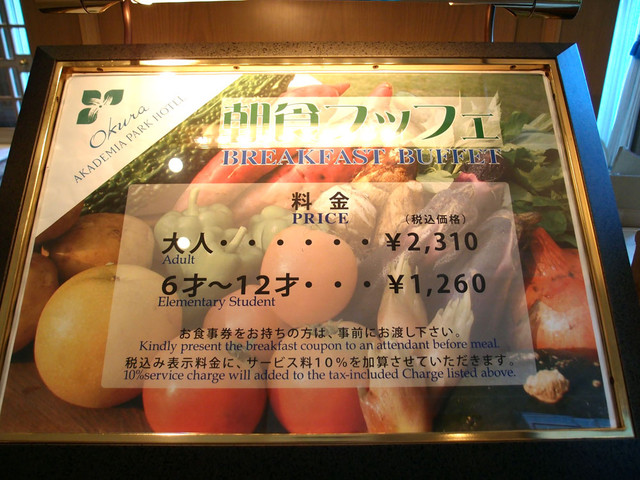 Okura
AKADEMIA PARK HOTEL
朝食ブッフェ
BREAKFAST BUFFET
料金
PRICE
（税込価格）
大人・・・・・・￥2,310
Adult
6才～12才・・・￥1,260
Elementary Student
お食事券をお持ちの方は、事前にお渡し下さい。
Kindly present the breakfast coupon to an attendant before meal.
税込み表示料金に、サービス料10％を加算させていただきます。
10%service charge will added to the tax-included Charge listed above.